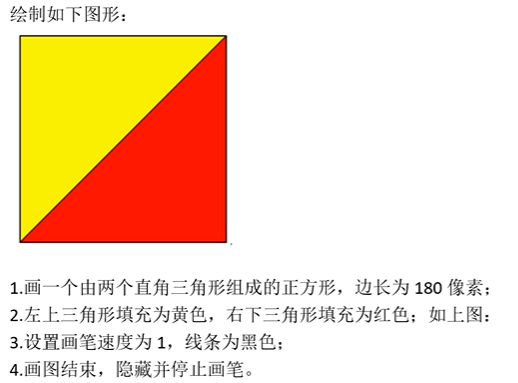 绘制如下图形：
1.画一个由两个直角三角形组成的正方形，边长为 180 像素；
2.左上三角形填充为黄色，右下三角形填充为红色；如上图：
3.设置画笔速度为 1，线条为黑色；
4.画图结束，隐藏并停止画笔。